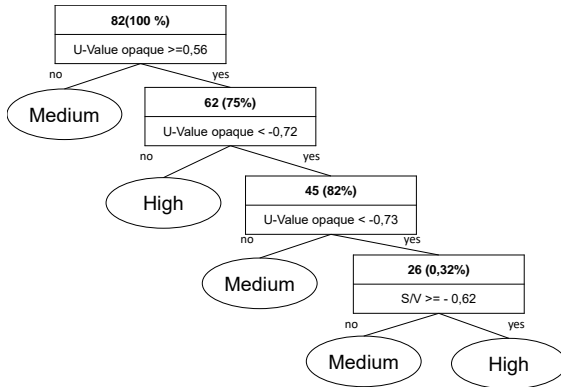 82(100 %)
U-Value opaque >=0,56
no
yes
Medium
62 (75%)
U-Value opaque < -0,72
no
yes
High
45 (82%)
U-Value opaque < -0,73
no
yes
Medium
26 (0,32%)
S/V >= - 0,62
no
yes
Medium
High